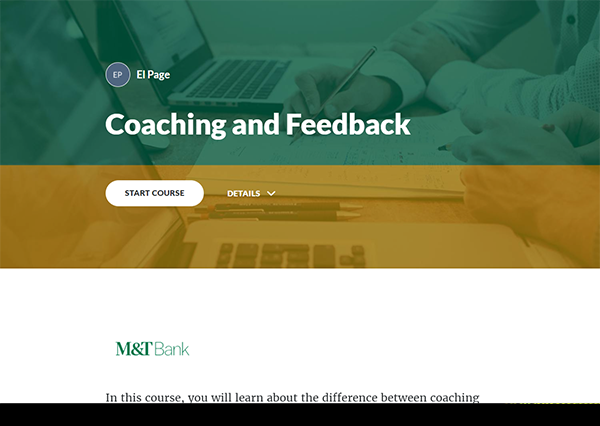 EP
El Page
Coaching and Feedback
START COURSE
DETAILS
M&T Bank
In this course, you will learn about the difference between coaching